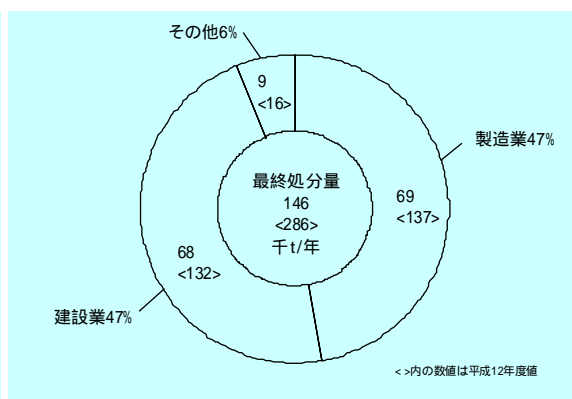 その他6%
9
<16>
製造業47%
最終処分量
146
<286>
千t/年
69
<137>
68
<132>
建設業47%
< >内の数値は平成12年度値